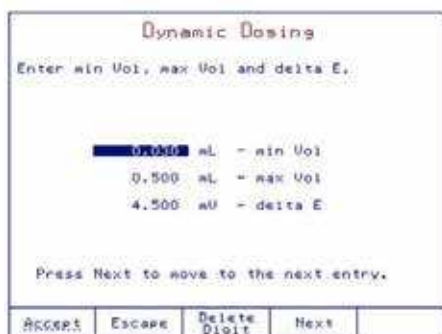 Dynamic Dosing
Enter min Vol, max Vol and delta E.
0.030 mL - min Vol
0.500 mL - max Vol
4.500 mV - delta E
Press Next to move to the next entry.
Accept Escape Delete Digit Next